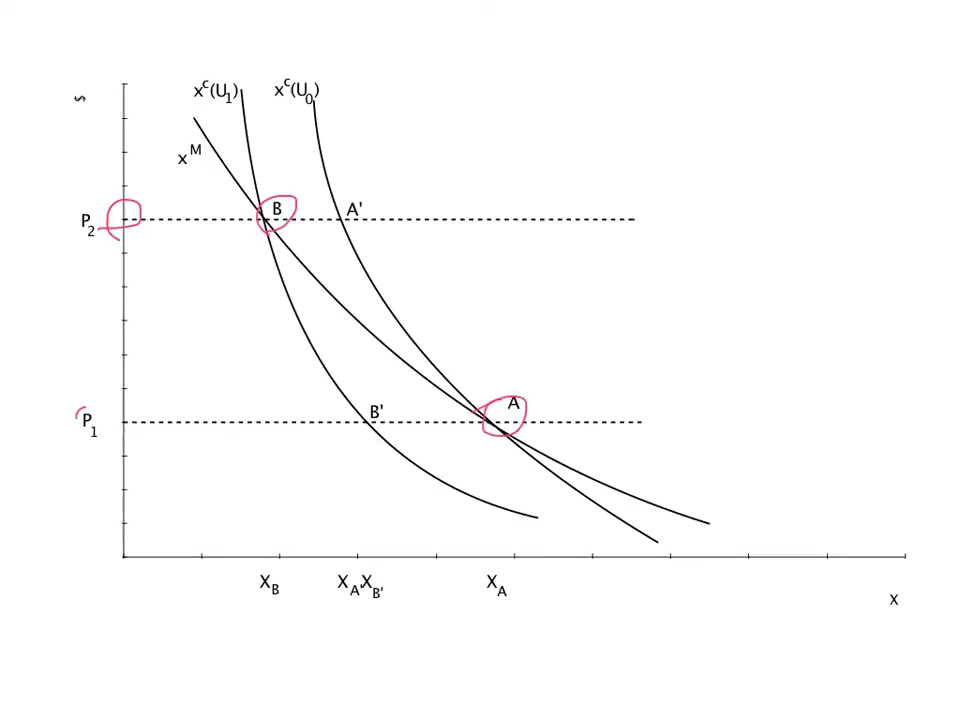 $
x^c(U_1)
x^c(U_0)
x^M
P_2
B
A'
P_1
B'
A
X_B
X_A'
X_B'
X_A
X